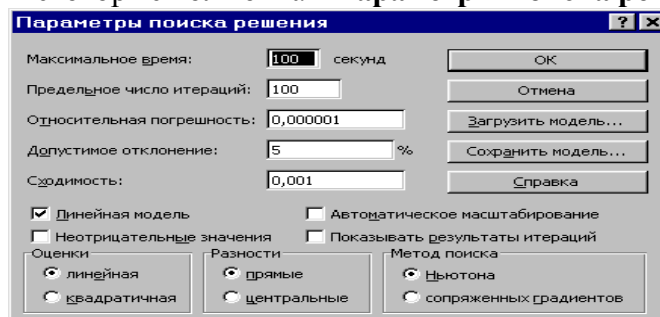 Параметры поиска решения
Максимальное время: 100 секунд ОК
Предельное число итераций: 100 Отмена
Относительная погрешность: 0,000001 Загрузить модель...
Допустимое отклонение: 5 % Сохранить модель...
Сходимость: 0,001 Справка
Линейная модель Автоматическое масштабирование
Неотрицательные значения Показывать результаты итераций
Оценки Разности Метод поиска
линейная прямые Ньютона
квадратичная центральные сопряженных градиентов